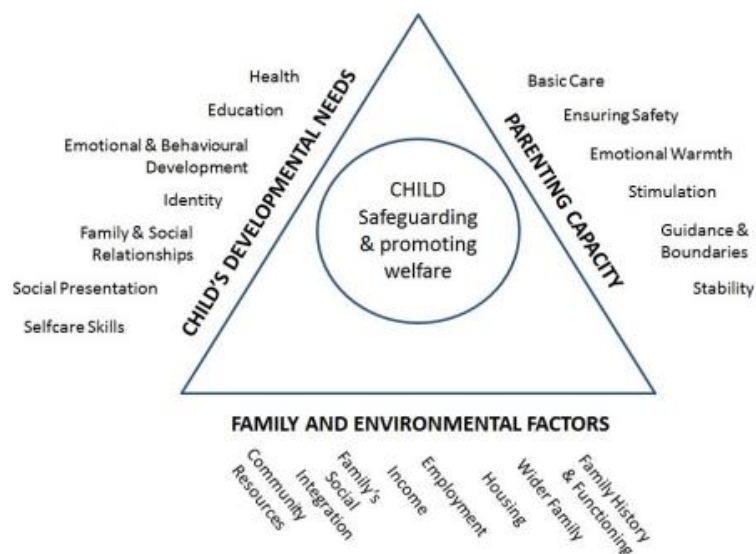 Health
Education
Emotional & Behavioural
Development
Identity
Family & Social
Relationships
Social Presentation
Selfcare Skills
CHILD'S DEVELOPMENTAL NEEDS
CHILD
Safeguarding
& promoting
welfare
PARENTING CAPACITY
Basic Care
Ensuring Safety
Emotional Warmth
Stimulation
Guidance &
Boundaries
Stability
FAMILY AND ENVIRONMENTAL FACTORS
Community
Resources
Family's
Social
Integration
Income
Employment
Housing
Wider Family
Family History
& Functioning